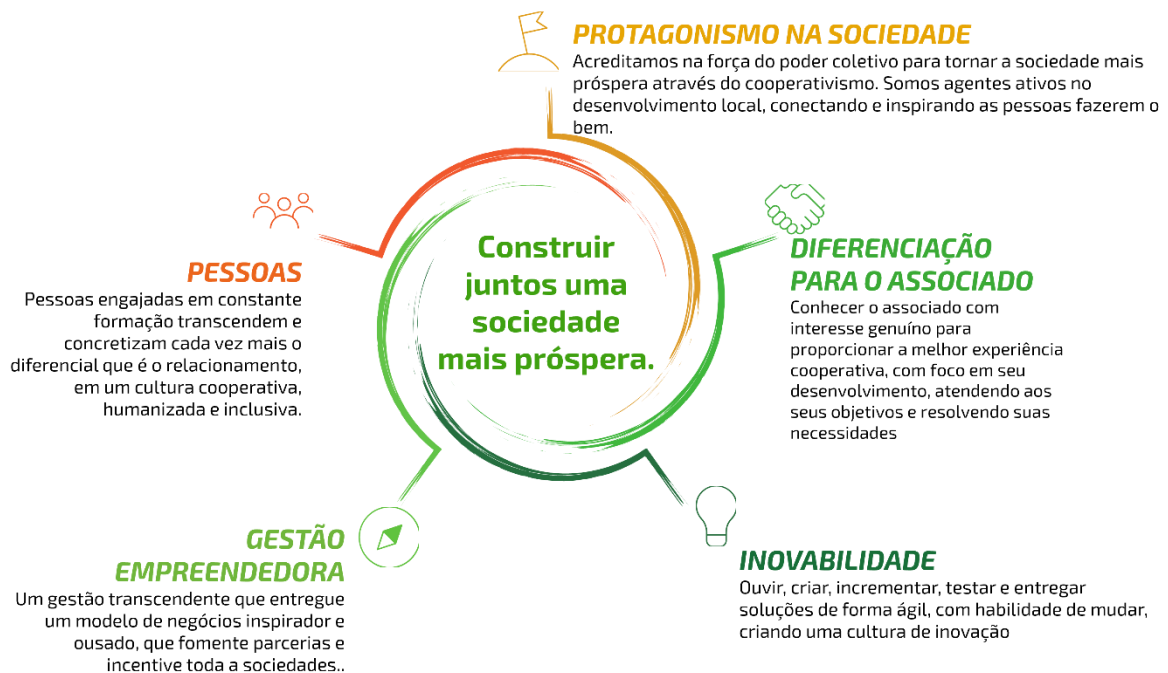 PROTAGONISMO NA SOCIEDADE
Acreditamos na força do poder coletivo para tornar a sociedade mais
próspera através do cooperativismo. Somos agentes ativos no
desenvolvimento local, conectando e inspirando as pessoas fazerem o
bem.
DIFERENCIAÇÃO
PARA O ASSOCIADO
Conhecer o associado com
interesse genuíno para
proporcionar a melhor experiência
cooperativa, com foco em seu
desenvolvimento, atendendo aos
seus objetivos e resolvendo suas
necessidades
Construir
juntos uma
sociedade
mais próspera.
PESSOAS
Pessoas engajadas em constante
formação transcendem e
concretizam cada vez mais o
diferencial que é o relacionamento,
em um cultura cooperativa,
humanizada e inclusiva.
GESTÃO
EMPREENDEDORA
Um gestão transcendente que entregue
um modelo de negócios inspirador e
ousado, que fomente parcerias e
incentive toda a sociedades..
INOVABILIDADE
Ouvir, criar, incrementar, testar e entregar
soluções de forma ágil, com habilidade de mudar,
criando uma cultura de inovação